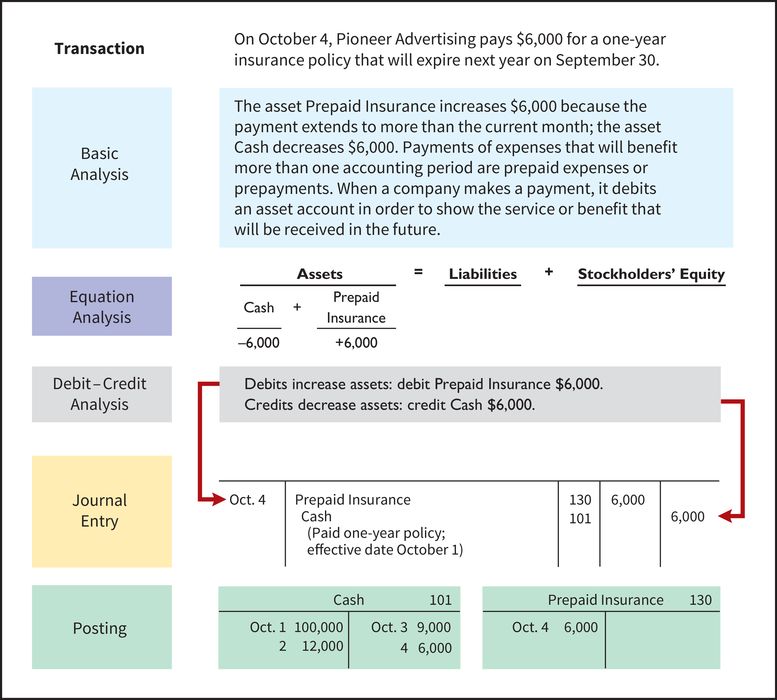 Transaction
On October 4, Pioneer Advertising pays $6,000 for a one-year
insurance policy that will expire next year on September 30.
Basic
Analysis
The asset Prepaid Insurance increases $6,000 because the
payment extends to more than the current month; the asset
Cash decreases $6,000. Payments of expenses that will benefit
more than one accounting period are prepaid expenses or
prepayments. When a company makes a payment, it debits
an asset account in order to show the service or benefit that
will be received in the future.
Equation
Analysis
Assets = Liabilities + Stockholders’ Equity
Cash + Prepaid
Insurance
–6,000 +6,000
Debit–Credit
Analysis
Debits increase assets: debit Prepaid Insurance $6,000.
Credits decrease assets: credit Cash $6,000.
Journal
Entry
Oct. 4 Prepaid Insurance 130 6,000
Cash 101 6,000
(Paid one-year policy;
effective date October 1)
Posting
Cash 101
Oct. 1 100,000 Oct. 3 9,000
2 12,000 4 6,000
Prepaid Insurance 130
Oct. 4 6,000